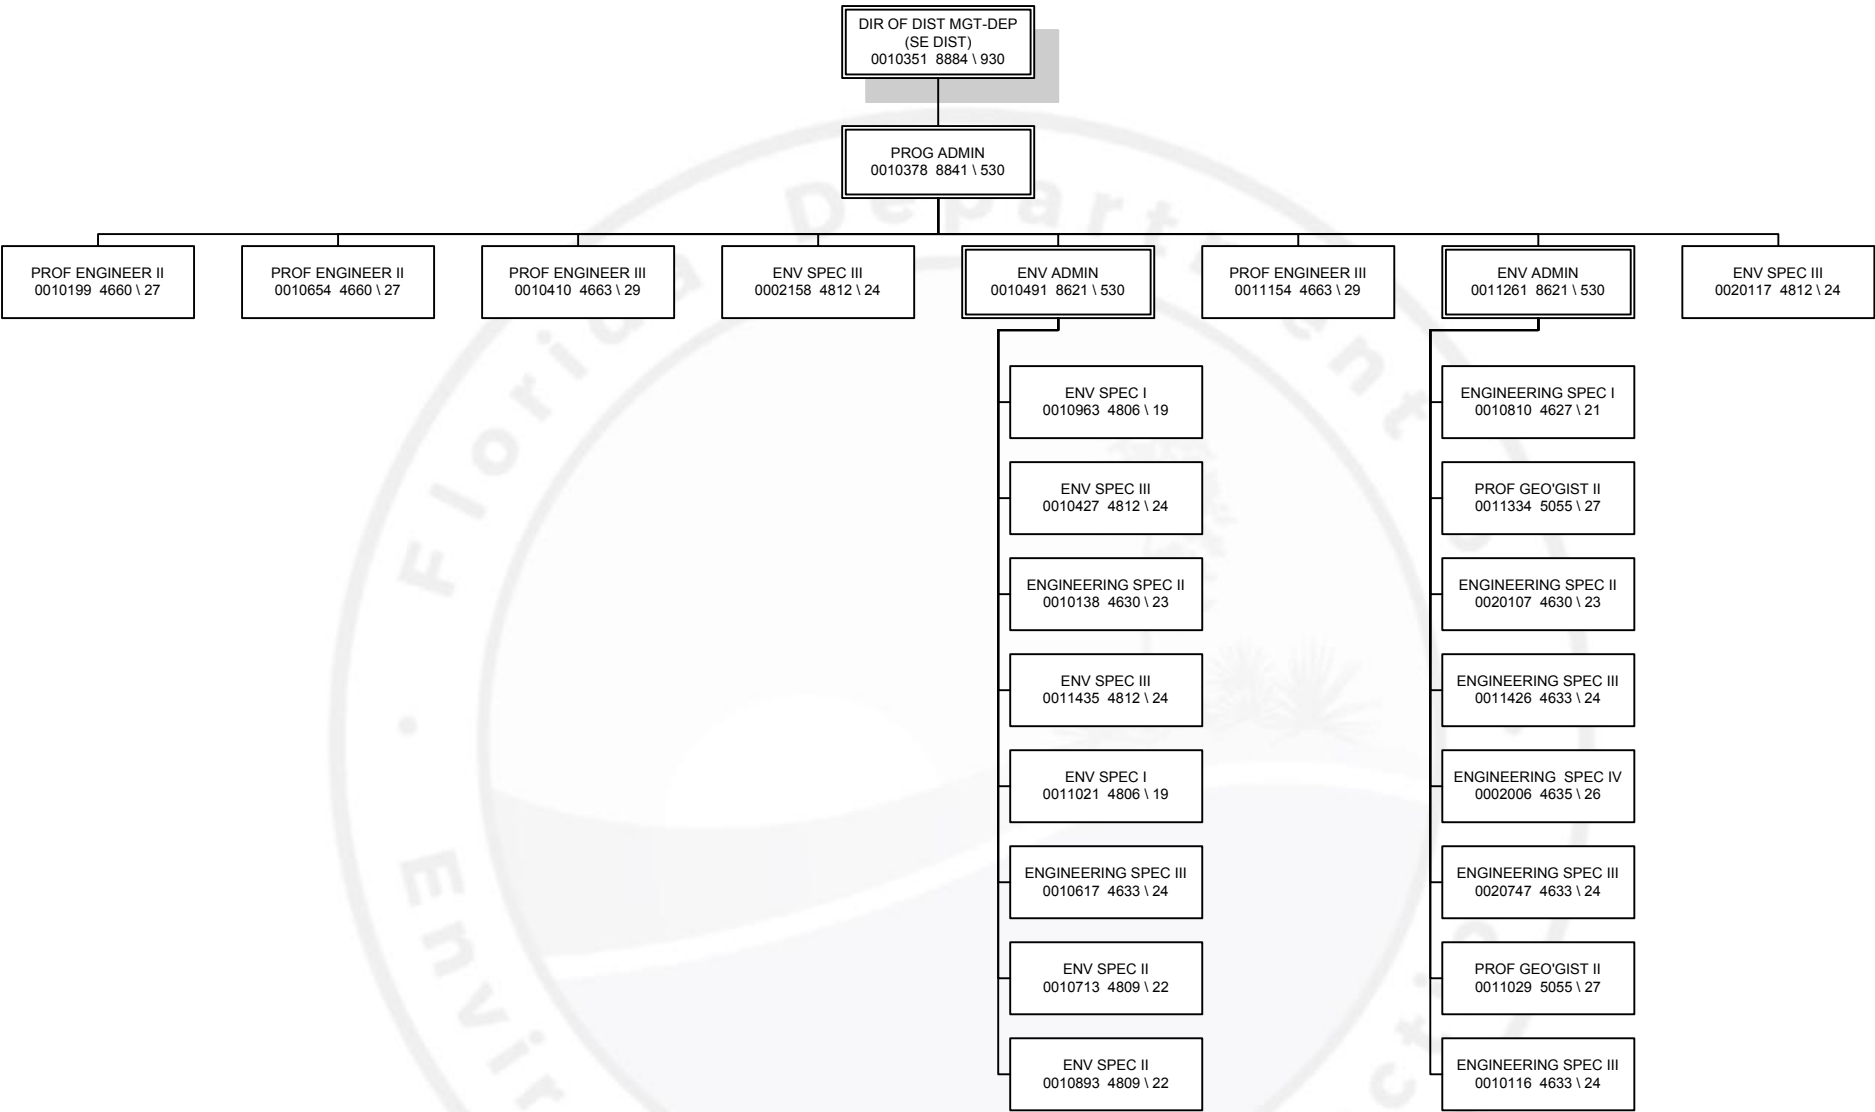 DIR OF DIST MGT-DEP
(SE DIST)
0010351 8884 \ 930
PROG ADMIN
0010378 8841 \ 530
PROF ENGINEER II
0010199 4660 \ 27
PROF ENGINEER II
0010654 4660 \ 27
PROF ENGINEER III
0010410 4663 \ 29
ENV SPEC III
0002158 4812 \ 24
ENV ADMIN
0010491 8621 \ 530
PROF ENGINEER III
0011154 4663 \ 29
ENV ADMIN
0011261 8621 \ 530
ENV SPEC III
0020117 4812 \ 24
ENV SPEC I
0010963 4806 \ 19
ENV SPEC III
0010427 4812 \ 24
ENGINEERING SPEC II
0010138 4630 \ 23
ENV SPEC III
0011435 4812 \ 24
ENV SPEC I
0011021 4806 \ 19
ENGINEERING SPEC III
0010617 4633 \ 24
ENV SPEC II
0010713 4809 \ 22
ENV SPEC II
0010893 4809 \ 22
ENGINEERING SPEC I
0010810 4627 \ 21
PROF GEO'GIST II
0011334 5055 \ 27
ENGINEERING SPEC II
0020107 4630 \ 23
ENGINEERING SPEC III
0011426 4633 \ 24
ENGINEERING SPEC IV
0002006 4635 \ 26
ENGINEERING SPEC III
0020747 4633 \ 24
PROF GEO'GIST II
0011029 5055 \ 27
ENGINEERING SPEC III
0010116 4633 \ 24
Florida Department